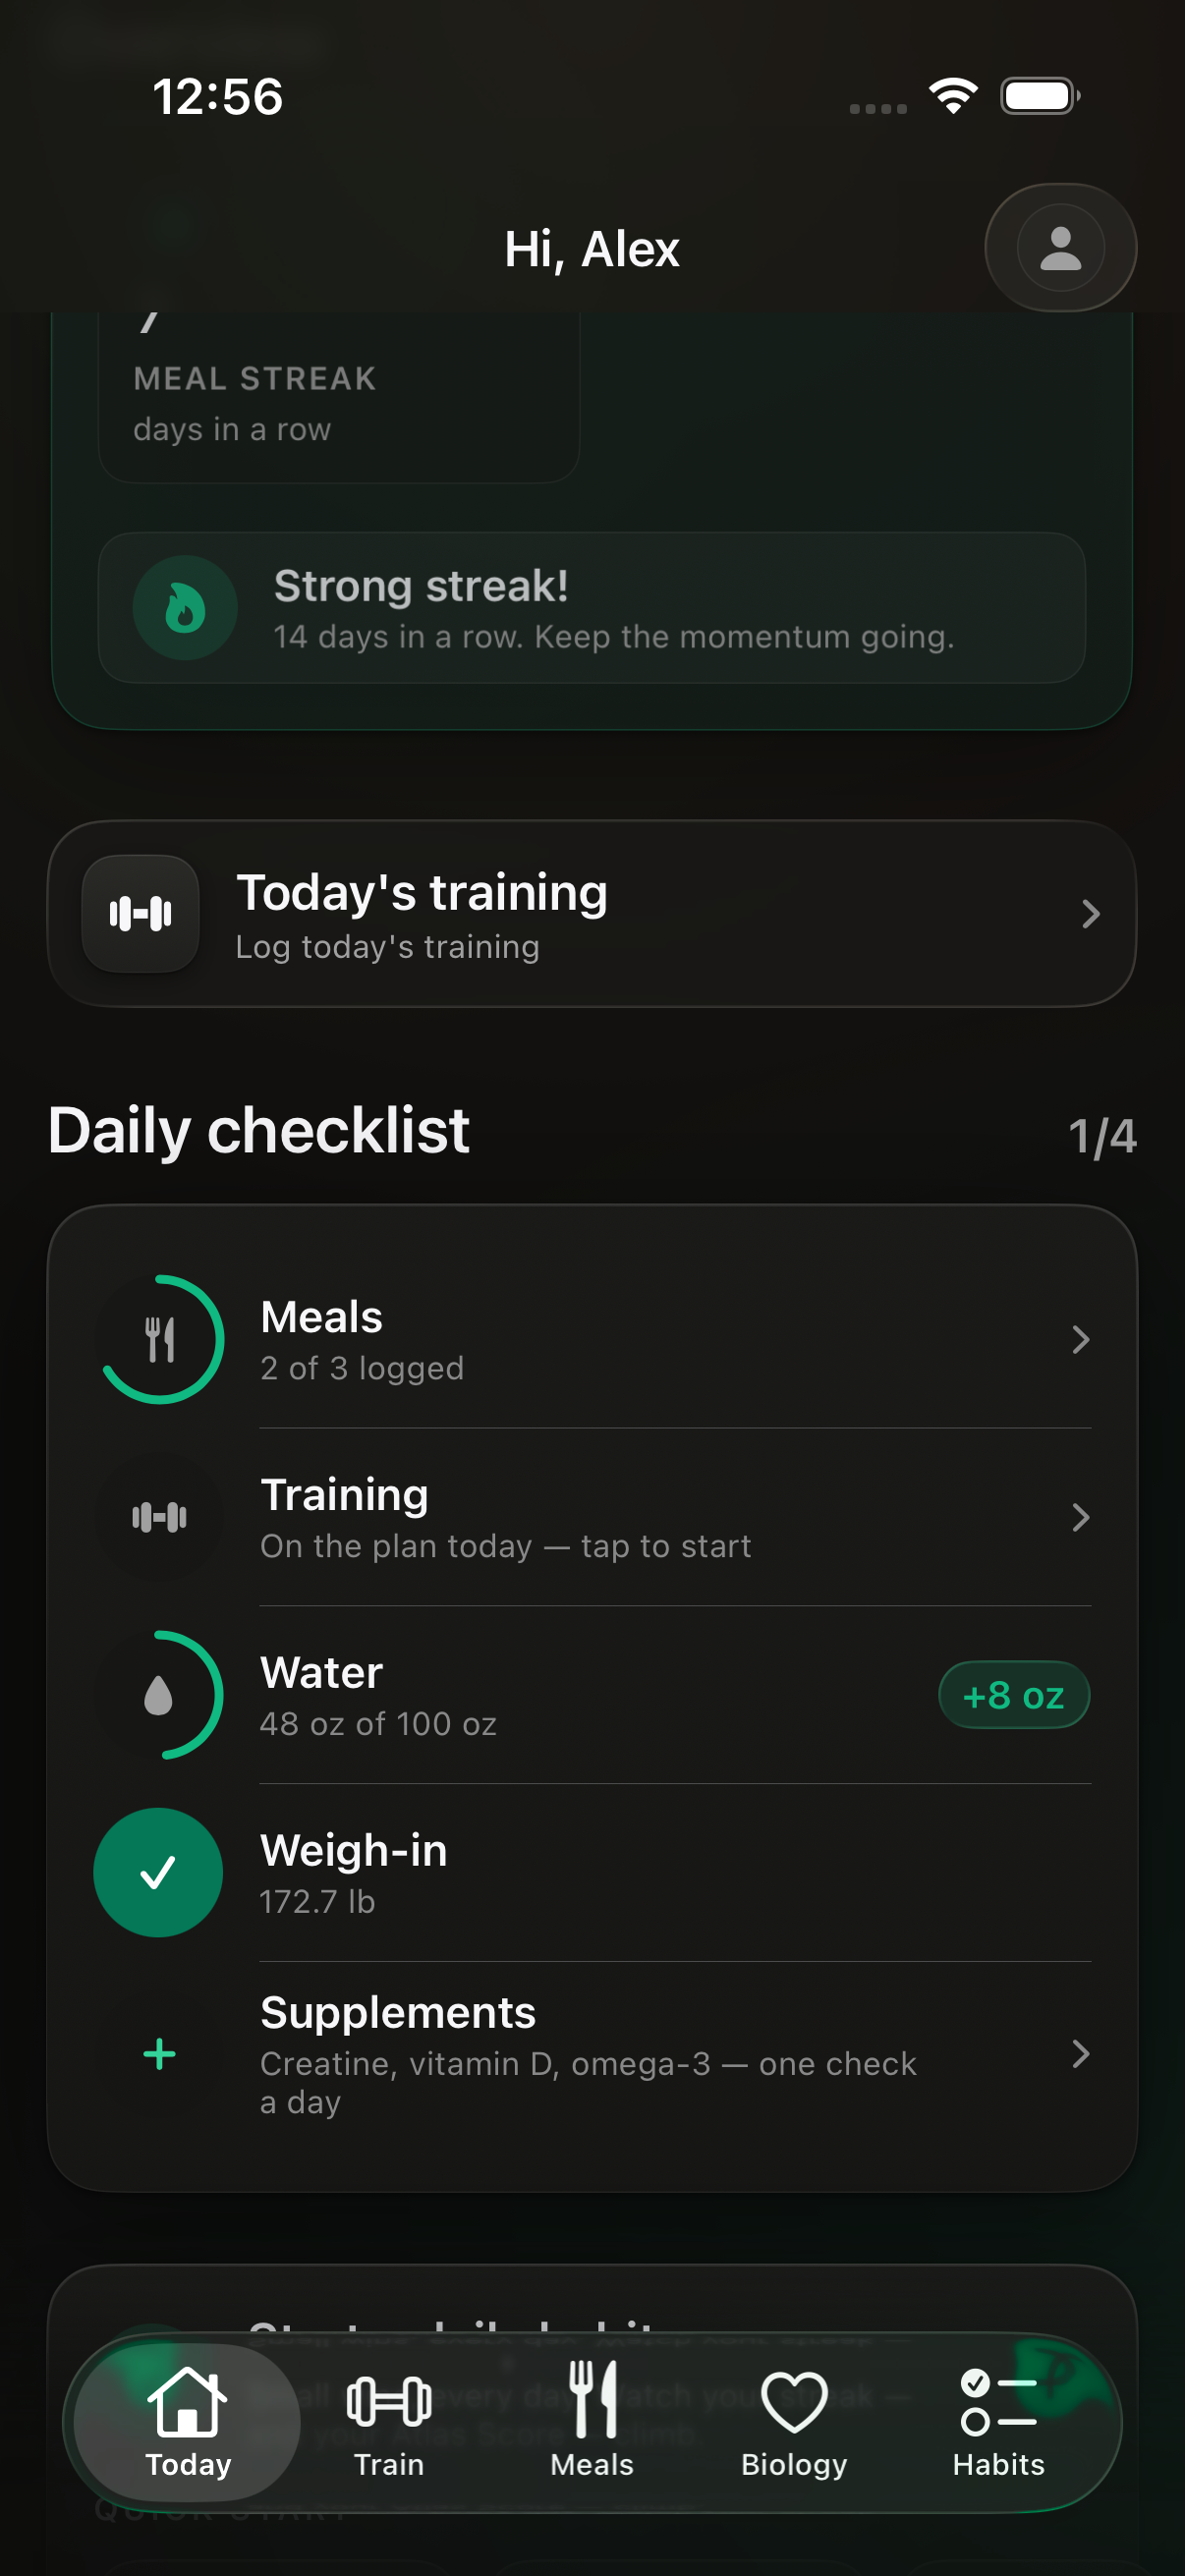 12:56
Hi, Alex
7
MEAL STREAK
days in a row
Strong streak!
14 days in a row. Keep the momentum going.
Today's training
Log today's training
Daily checklist
1/4
Meals
2 of 3 logged
Training
On the plan today — tap to start
Water
48 oz of 100 oz
+8 oz
Weigh-in
172.7 lb
Supplements
Creatine, vitamin D, omega-3 — one check
a day
Today
Train
Meals
Biology
Habits
QUICK START